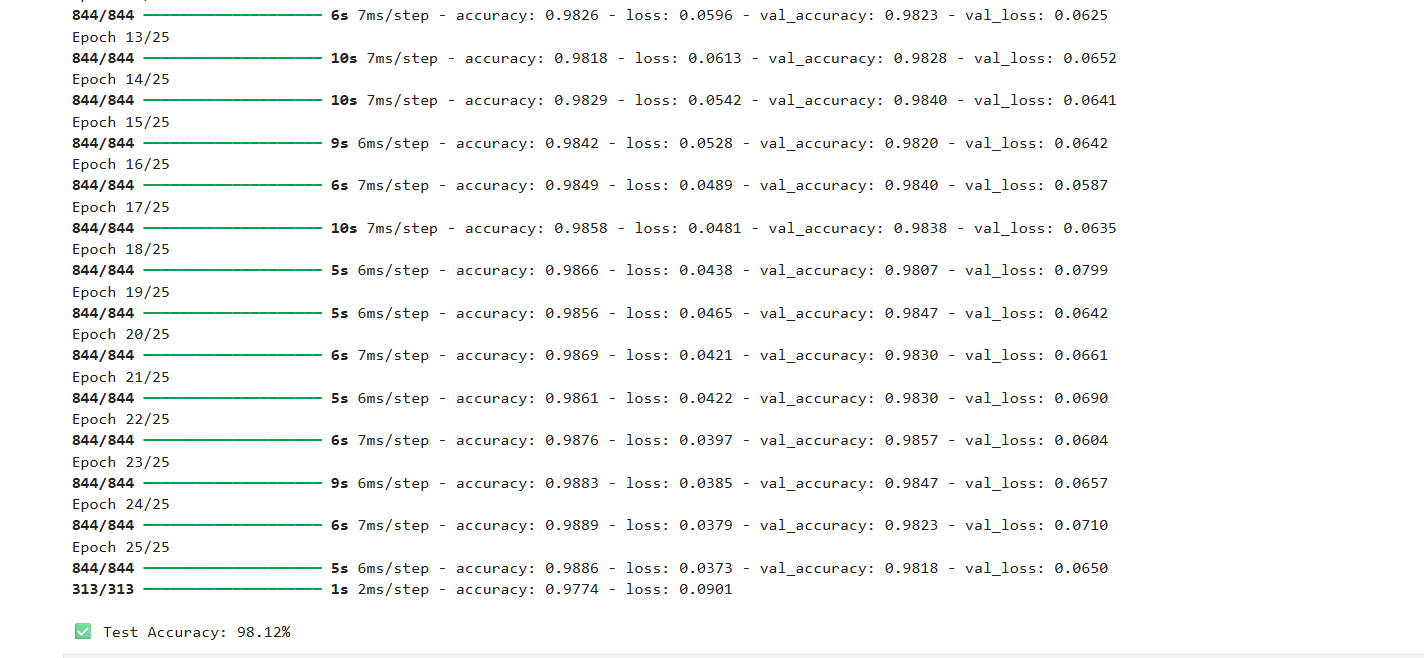 844/844 ━━━━━━━━━━━━━━━━━━━━ 6s 7ms/step - accuracy: 0.9826 - loss: 0.0596 - val_accuracy: 0.9823 - val_loss: 0.0625
Epoch 13/25
844/844 ━━━━━━━━━━━━━━━━━━━━ 10s 7ms/step - accuracy: 0.9818 - loss: 0.0613 - val_accuracy: 0.9828 - val_loss: 0.0652
Epoch 14/25
844/844 ━━━━━━━━━━━━━━━━━━━━ 10s 7ms/step - accuracy: 0.9829 - loss: 0.0542 - val_accuracy: 0.9840 - val_loss: 0.0641
Epoch 15/25
844/844 ━━━━━━━━━━━━━━━━━━━━ 9s 6ms/step - accuracy: 0.9842 - loss: 0.0528 - val_accuracy: 0.9820 - val_loss: 0.0642
Epoch 16/25
844/844 ━━━━━━━━━━━━━━━━━━━━ 6s 7ms/step - accuracy: 0.9849 - loss: 0.0489 - val_accuracy: 0.9840 - val_loss: 0.0587
Epoch 17/25
844/844 ━━━━━━━━━━━━━━━━━━━━ 10s 7ms/step - accuracy: 0.9858 - loss: 0.0481 - val_accuracy: 0.9838 - val_loss: 0.0635
Epoch 18/25
844/844 ━━━━━━━━━━━━━━━━━━━━ 5s 6ms/step - accuracy: 0.9866 - loss: 0.0438 - val_accuracy: 0.9807 - val_loss: 0.0799
Epoch 19/25
844/844 ━━━━━━━━━━━━━━━━━━━━ 5s 6ms/step - accuracy: 0.9856 - loss: 0.0465 - val_accuracy: 0.9847 - val_loss: 0.0642
Epoch 20/25
844/844 ━━━━━━━━━━━━━━━━━━━━ 6s 7ms/step - accuracy: 0.9869 - loss: 0.0421 - val_accuracy: 0.9830 - val_loss: 0.0661
Epoch 21/25
844/844 ━━━━━━━━━━━━━━━━━━━━ 5s 6ms/step - accuracy: 0.9861 - loss: 0.0422 - val_accuracy: 0.9830 - val_loss: 0.0690
Epoch 22/25
844/844 ━━━━━━━━━━━━━━━━━━━━ 6s 7ms/step - accuracy: 0.9876 - loss: 0.0397 - val_accuracy: 0.9857 - val_loss: 0.0604
Epoch 23/25
844/844 ━━━━━━━━━━━━━━━━━━━━ 9s 6ms/step - accuracy: 0.9883 - loss: 0.0385 - val_accuracy: 0.9847 - val_loss: 0.0657
Epoch 24/25
844/844 ━━━━━━━━━━━━━━━━━━━━ 6s 7ms/step - accuracy: 0.9889 - loss: 0.0379 - val_accuracy: 0.9823 - val_loss: 0.0710
Epoch 25/25
844/844 ━━━━━━━━━━━━━━━━━━━━ 5s 6ms/step - accuracy: 0.9886 - loss: 0.0373 - val_accuracy: 0.9818 - val_loss: 0.0650
313/313 ━━━━━━━━━━━━━━━━━━━━ 1s 2ms/step - accuracy: 0.9774 - loss: 0.0901
✅ Test Accuracy: 98.12%